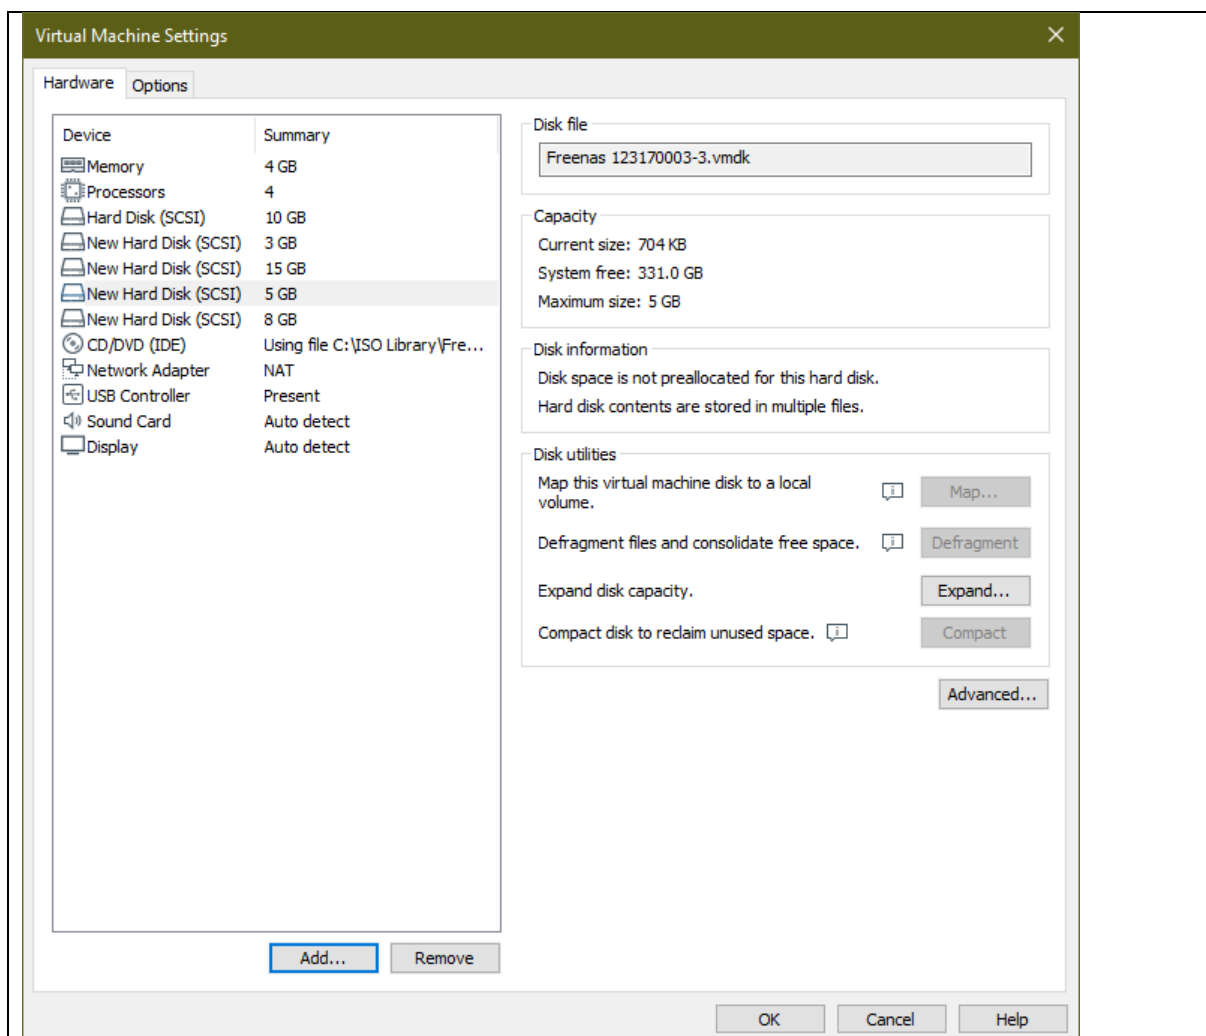 Virtual Machine Settings
Hardware Options
Device Summary
Memory 4 GB
Processors 4
Hard Disk (SCSI) 10 GB
New Hard Disk (SCSI) 3 GB
New Hard Disk (SCSI) 15 GB
New Hard Disk (SCSI) 5 GB
New Hard Disk (SCSI) 8 GB
CD/DVD (IDE) Using file C:\ISO Library\Fre...
Network Adapter NAT
USB Controller Present
Sound Card Auto detect
Display Auto detect
Add... Remove
Disk file
Freenas 123170003-3.vmdk
Capacity
Current size: 704 KB
System free: 331.0 GB
Maximum size: 5 GB
Disk information
Disk space is not preallocated for this hard disk.
Hard disk contents are stored in multiple files.
Disk utilities
Map this virtual machine disk to a local
volume.
Map...
Defragment files and consolidate free space. Defragment
Expand disk capacity. Expand...
Compact disk to reclaim unused space. Compact
Advanced...
OK Cancel Help